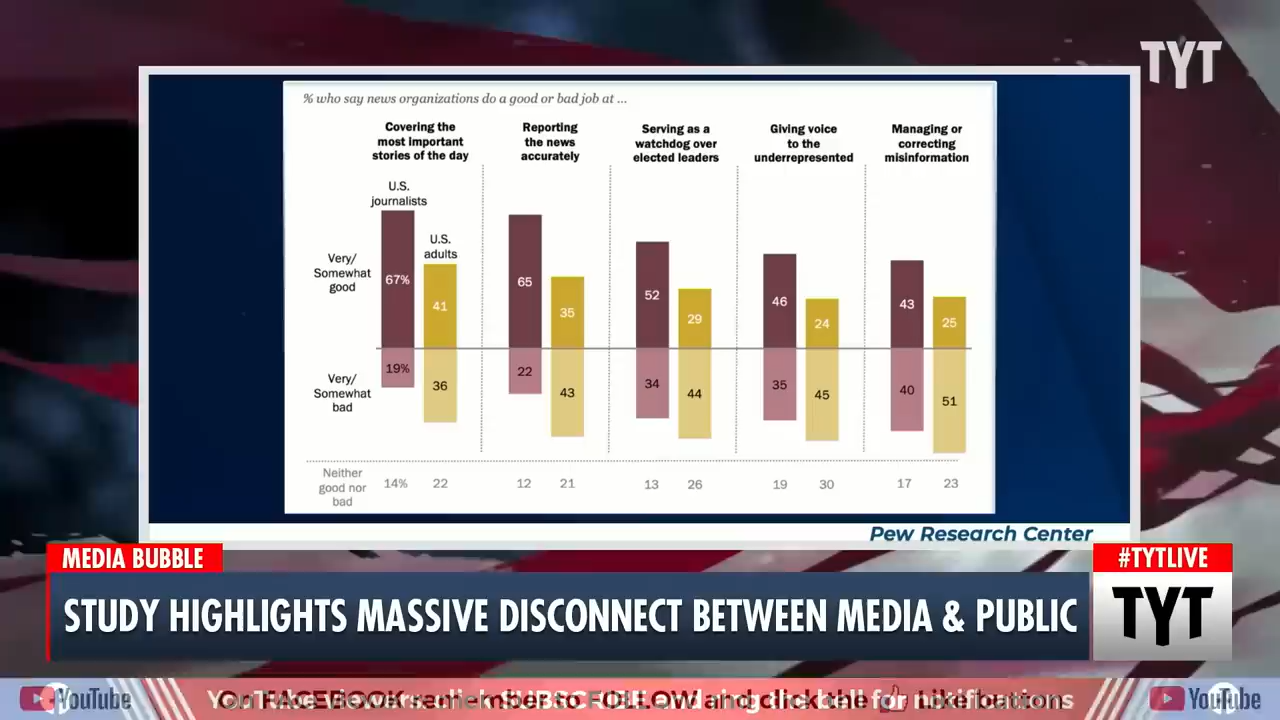 TYT
% who say news organizations do a good or bad job at ...
Covering the
most important
stories of the day
Reporting
the news
accurately
Serving as a
watchdog over
elected leaders
Giving voice
to the
underrepresented
Managing or
correcting
misinformation
U.S.
journalists
U.S.
adults
Very/
Somewhat
good
67%
41
65
35
52
29
46
24
43
25
Very/
Somewhat
bad
19%
36
22
43
34
44
35
45
40
51
Neither
good nor
bad
14%
22
12
21
13
26
19
30
17
23
Pew Research Center
MEDIA BUBBLE
#TYTLIVE
STUDY HIGHLIGHTS MASSIVE DISCONNECT BETWEEN MEDIA & PUBLIC
TYT
YouTube
YouTube